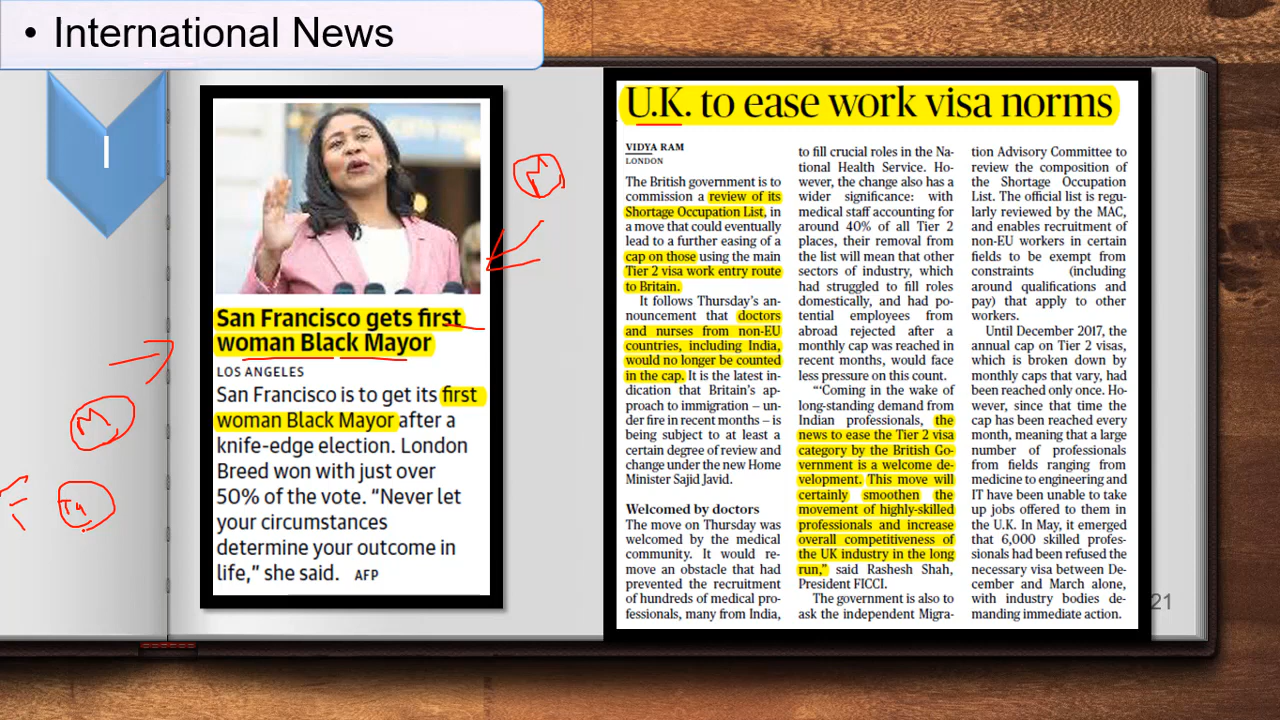 • International News
I
San Francisco gets first
woman Black Mayor
LOS ANGELES
San Francisco is to get its first
woman Black Mayor after a
knife-edge election. London
Breed won with just over
50% of the vote. “Never let
your circumstances
determine your outcome in
life,” she said. AFP
M
M
U.K. to ease work visa norms
VIDYA RAM
LONDON
The British government is to
commission a review of its
Shortage Occupation List, in
a move that could eventually
lead to a further easing of a
cap on those using the main
Tier 2 visa work entry route
to Britain.
It follows Thursday’s an-
nouncement that doctors
and nurses from non-EU
countries, including India,
would no longer be counted
in the cap. It is the latest in-
dication that Britain’s ap-
proach to immigration – un-
der fire in recent months – is
being subject to at least a
certain degree of review and
change under the new Home
Minister Sajid Javid.
Welcomed by doctors
The move on Thursday was
welcomed by the medical
community. It would re-
move an obstacle that had
prevented the recruitment
of hundreds of medical pro-
fessionals, many from India,
to fill crucial roles in the Na-
tional Health Service. Ho-
wever, the change also has a
wider significance: with
medical staff accounting for
around 40% of all Tier 2
places, their removal from
the list will mean that other
sectors of industry, which
had struggled to fill roles
domestically, and had po-
tential employees from
abroad rejected after a
monthly cap was reached in
recent months, would face
less pressure on this count.
“‘Coming in the wake of
long-standing demand from
Indian professionals, the
news to ease the Tier 2 visa
category by the British Go-
vernment is a welcome de-
velopment. This move will
certainly smoothen the
movement of highly-skilled
professionals and increase
overall competitiveness of
the UK industry in the long
run,” said Rashesh Shah,
President FICCI.
The government is also to
ask the independent Migra-
tion Advisory Committee to
review the composition of
the Shortage Occupation
List. The official list is regu-
larly reviewed by the MAC,
and enables recruitment of
non-EU workers in certain
fields to be exempt from
constraints (including
around qualifications and
pay) that apply to other
workers.
Until December 2017, the
annual cap on Tier 2 visas,
which is broken down by
monthly caps that vary, had
been reached only once. Ho-
wever, since that time the
cap has been reached every
month, meaning that a large
number of professionals
from fields ranging from
medicine to engineering and
IT have been unable to take
up jobs offered to them in
the U.K. In May, it emerged
that 6,000 skilled profes-
sionals had been refused the
necessary visa between De-
cember and March alone,
with industry bodies de-
manding immediate action.
21